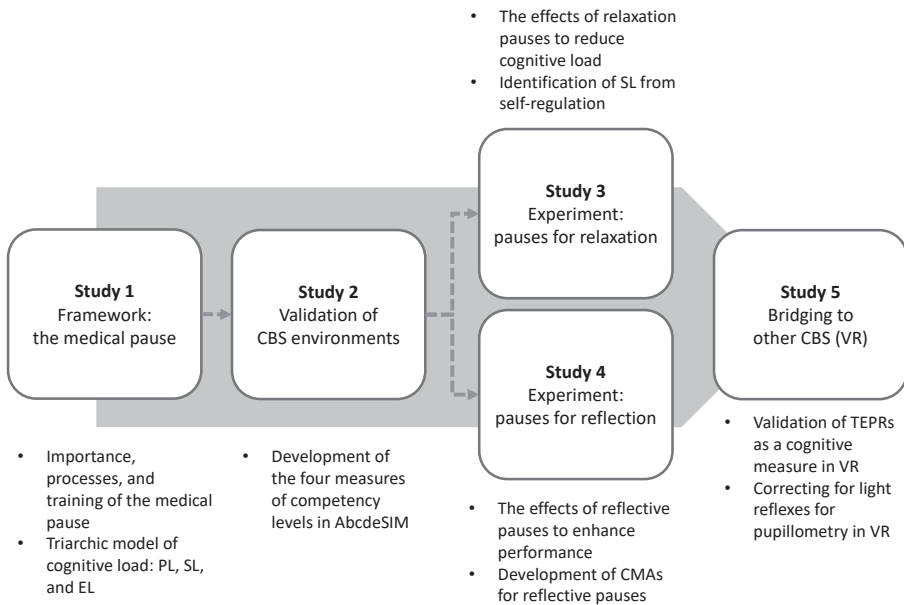 • The effects of relaxation
pauses to reduce
cognitive load
• Identification of SL from
self-regulation
Study 1
Framework:
the medical pause
Study 2
Validation of
CBS environments
Study 3
Experiment:
pauses for relaxation
Study 4
Experiment:
pauses for reflection
Study 5
Bridging to
other CBS (VR)
• Importance,
processes, and
training of the medical
pause
• Triarchic model of
cognitive load: PL, SL,
and EL
• Development of
the four measures
of competency
levels in AbcdeSIM
• The effects of reflective
pauses to enhance
performance
• Development of CMAs
for reflective pauses
• Validation of TEPRs
as a cognitive
measure in VR
• Correcting for light
reflexes for
pupillometry in VR